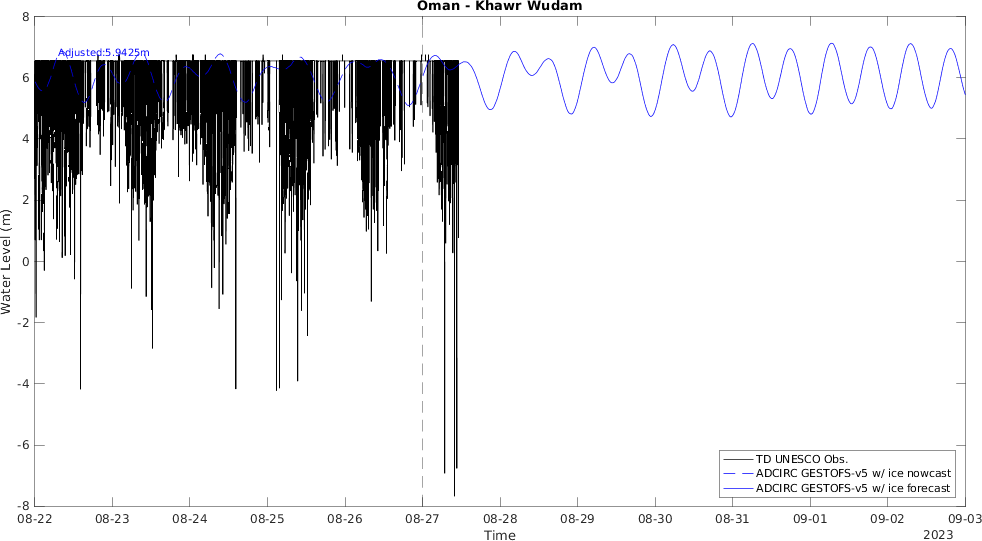 Oman - Khawr Wudam
8
6
4
2
0
-2
-4
-6
-8
Water Level (m)
Adjusted:5.9425m
TD UNESCO Obs.
ADCIRC GESTOFS-v5 w/ ice nowcast
ADCIRC GESTOFS-v5 w/ ice forecast
08-22 08-23 08-24 08-25 08-26 08-27 08-28 08-29 08-30 08-31 09-01 09-02 09-03
Time
2023